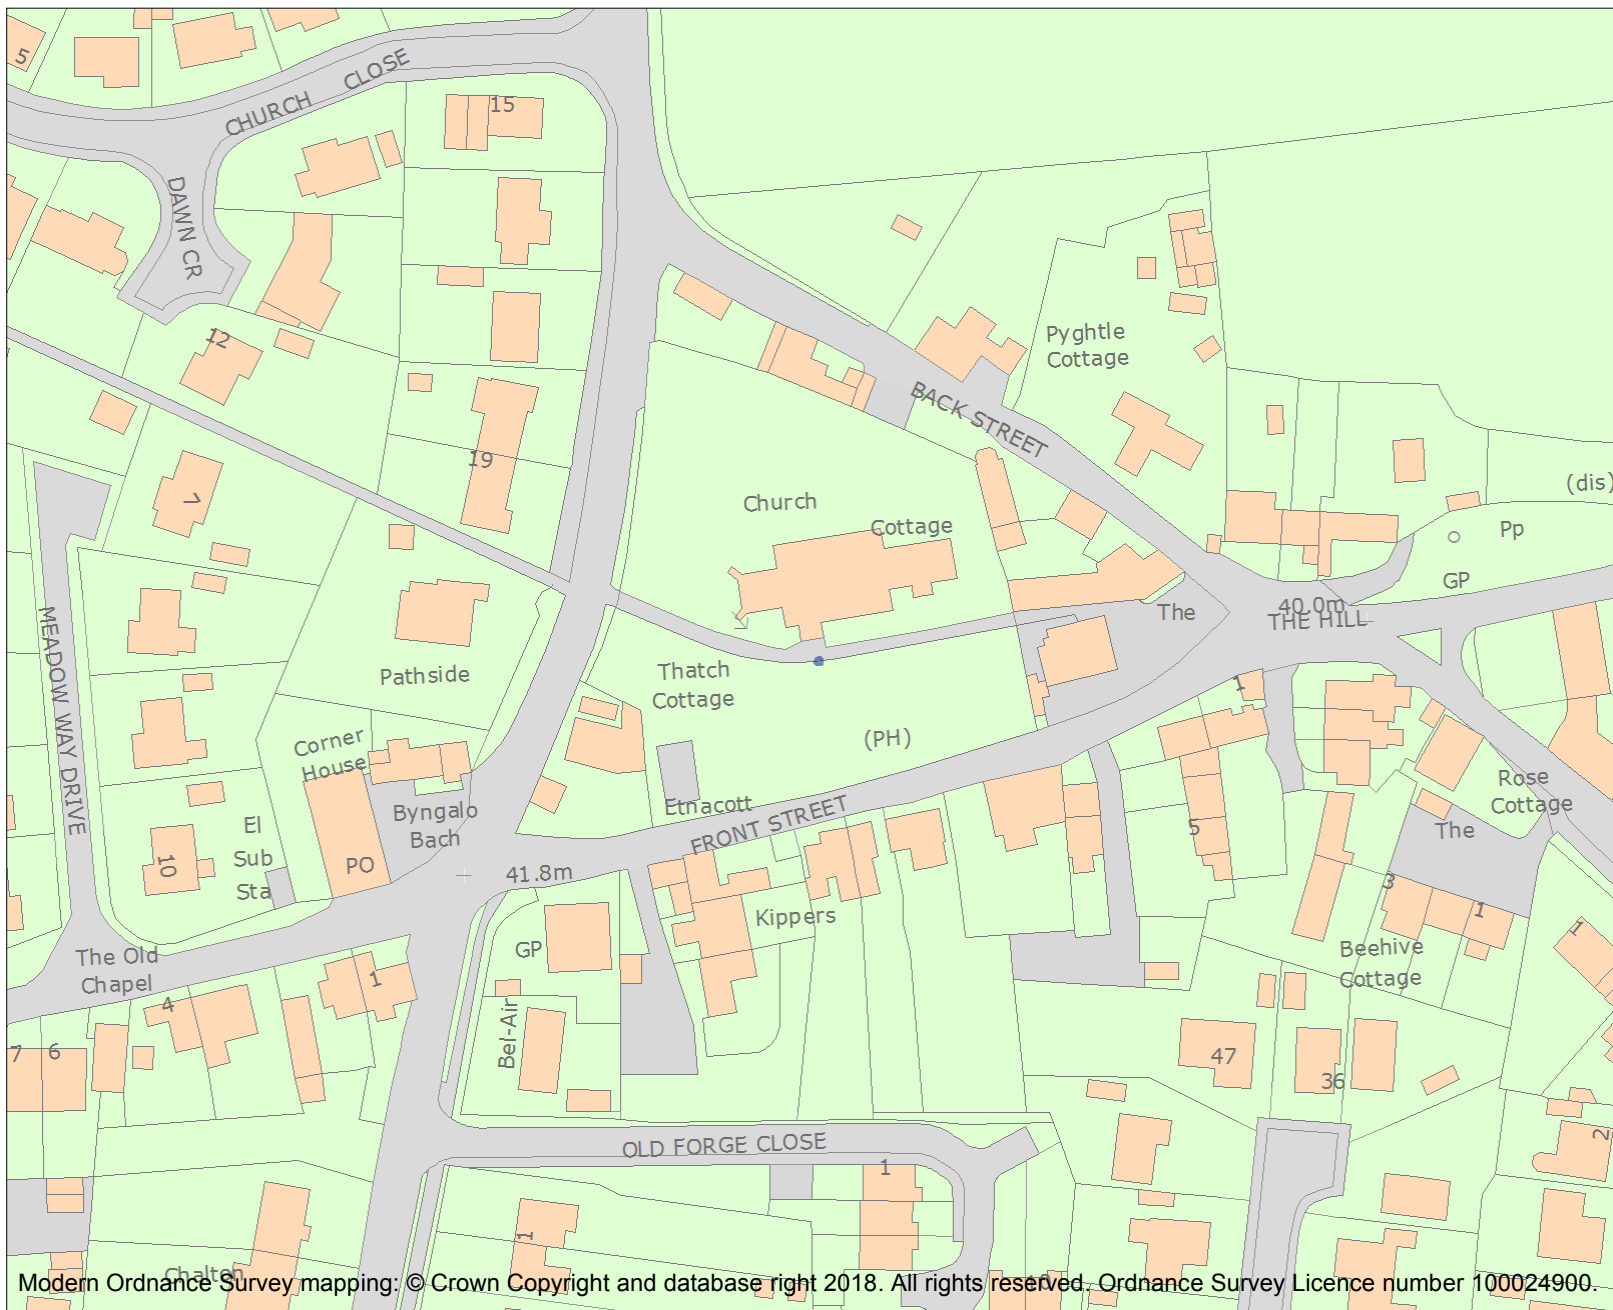 5
CHURCH CLOSE
15
DAWN CR
12
Pyghtle
Cottage
BACK STREET
19
7
Church
Cottage
(dis)
Pp
GP
MEADOW WAY DRIVE
The
40.0m
THE HILL
Pathside
Thatch
Cottage
1
(PH)
Corner
House
Rose
Cottage
Etnacott
FRONT STREET
Byngalo
Bach
El
Sub
Sta
The
5
10
PO
41.8m
3
1
Kippers
GP
1
Beehive
Cottage
The Old
Chapel
1
4
Bel-Air
7
6
47
36
OLD FORGE CLOSE
2
1
1
Chalton
10
Modern Ordnance Survey mapping: © Crown Copyright and database right 2018. All rights reserved. Ordnance Survey Licence number 100024900.